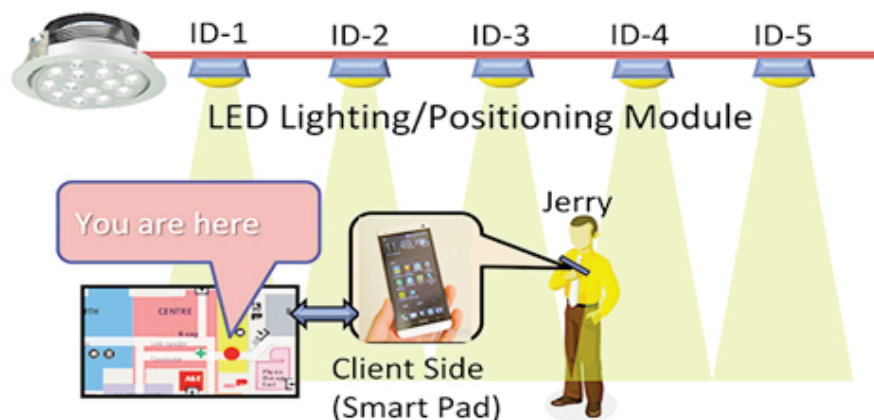 ID-1 ID-2 ID-3 ID-4 ID-5
LED Lighting/Positioning Module
Jerry
You are here
CENTRE
X-ray
Client Side
(Smart Pad)